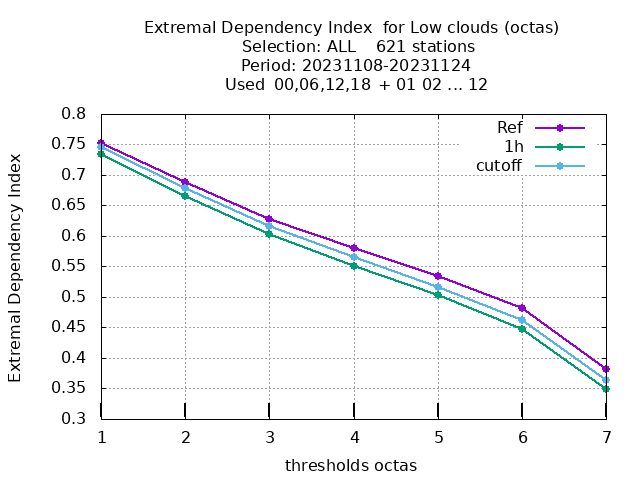 Extremal Dependency Index  for Low clouds (octas)
Selection: ALL    621 stations
Period: 20231108-20231124
Used  00,06,12,18 + 01 02 ... 12
Extremal Dependency Index
0.8
0.75
0.7
0.65
0.6
0.55
0.5
0.45
0.4
0.35
0.3
Ref
1h
cutoff
1 2 3 4 5 6 7
thresholds octas